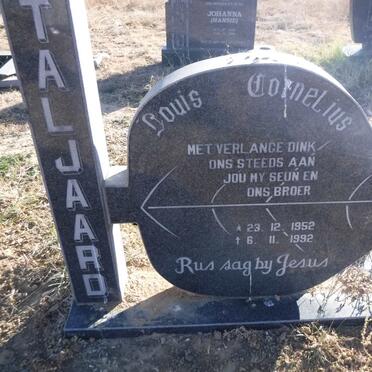 TALJAARD
Louis Cornelius
MET VERLANGE DINK
ONS STEEDS AAN
JOU MY SEUN EN
ONS BROER
* 23. 12. 1952
† 6. 11. 1992
Rus sag by Jesus
JOHANNA
(HANSIE)